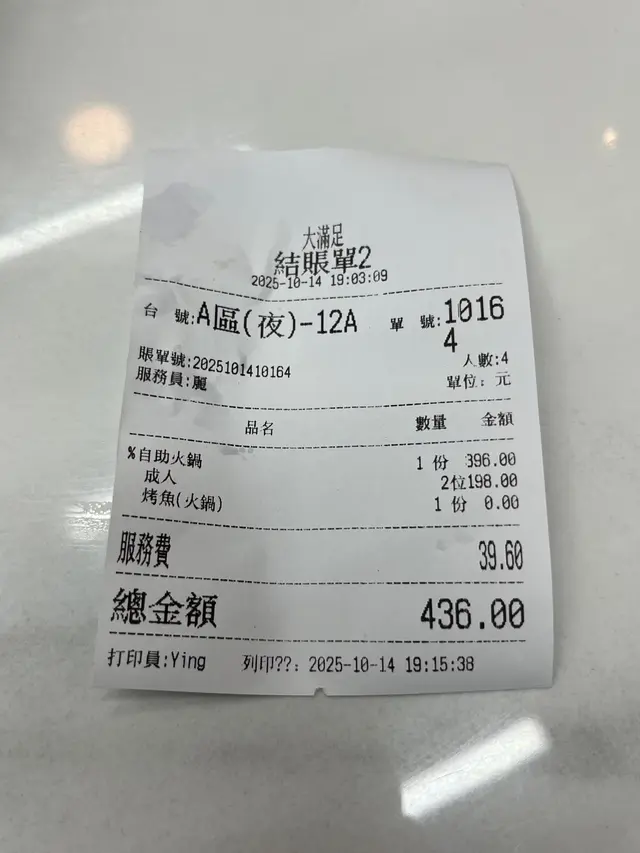 大滿足
結賬單2
2025-10-14 19:03:09
台 號:A區(夜)-12A 單 號:1016
4
賬單號:2025101410164 人數:4
服務員:麗 單位: 元
品名 數量 金額
%自助火鍋 1 份 396.00
成人 2位198.00
烤魚(火鍋) 1 份 0.00
服務費 39.60
總金額 436.00
打印員:Ying 列印??: 2025-10-14 19:15:38